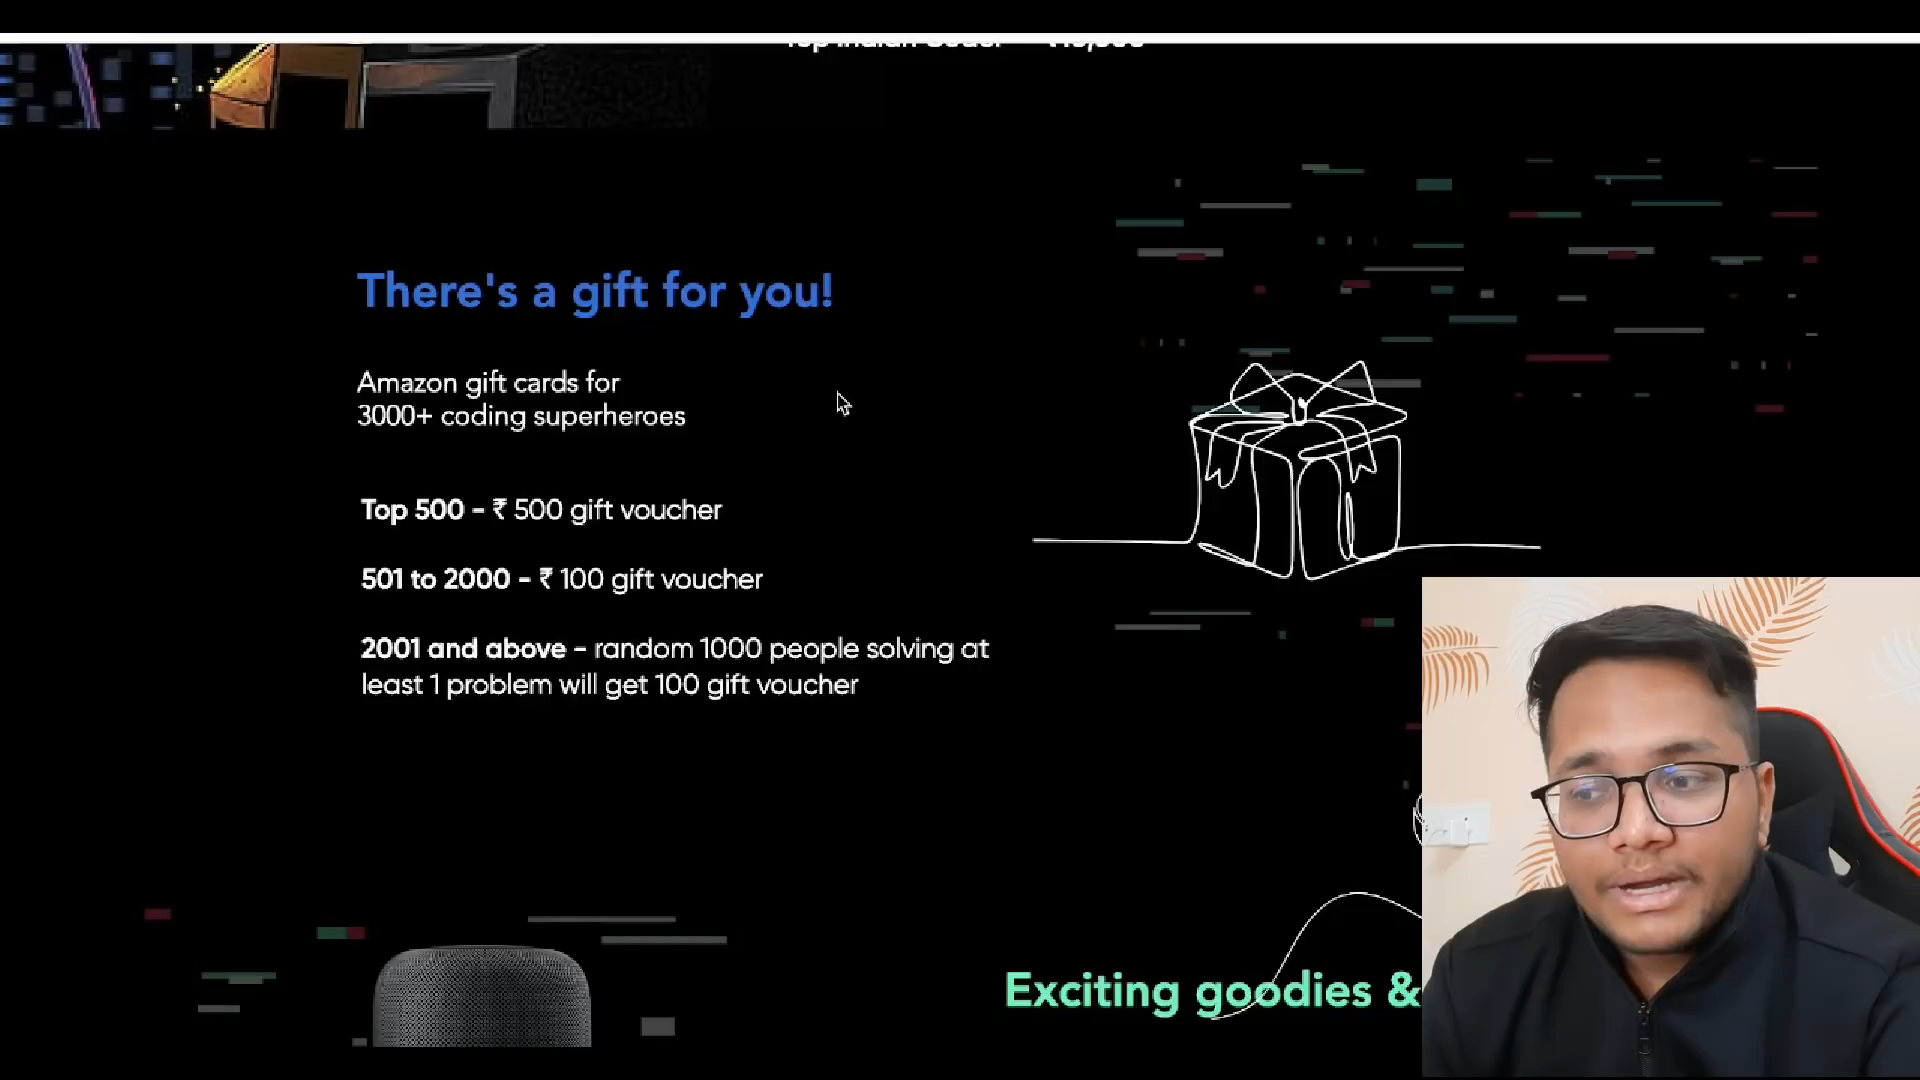 There's a gift for you!
Amazon gift cards for
3000+ coding superheroes
Top 500 - ₹ 500 gift voucher
501 to 2000 - ₹ 100 gift voucher
2001 and above - random 1000 people solving at
least 1 problem will get 100 gift voucher
Exciting goodies &